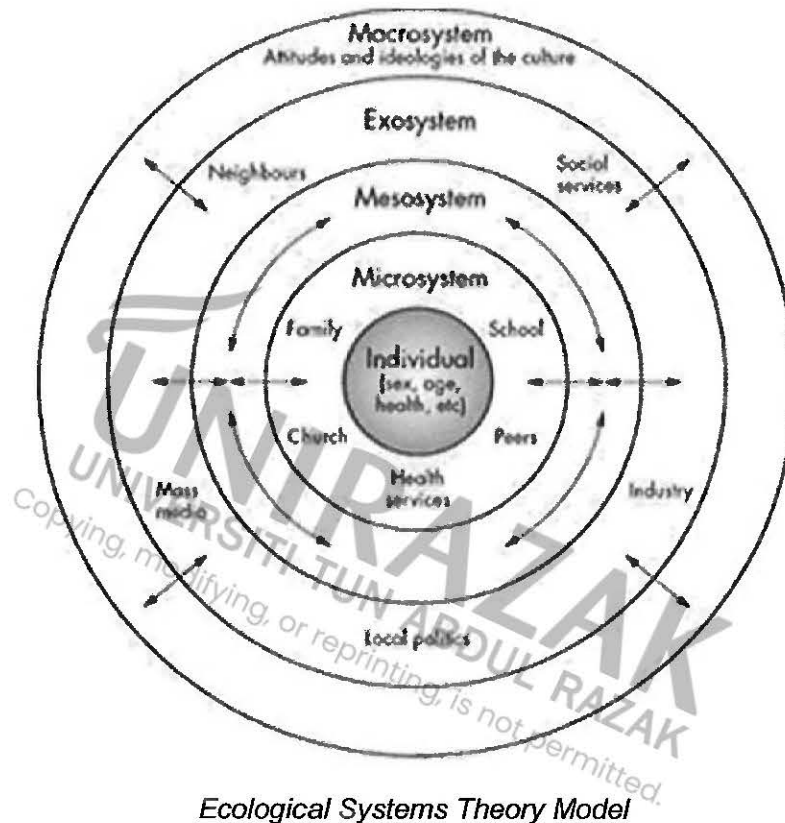 Macrosystem
Attitudes and ideologies of the culture
Exosystem
Neighbours
Social
services
Mesosystem
Microsystem
Family
School
Individual
(sex, age,
health, etc)
Church
Peers
Health
services
Mass
media
Industry
Local politics
UNIRAZAK
UNIVERSITI TUN ABDUL RAZAK
Copying, modifying, or reprinting, is not permitted.
Ecological Systems Theory Model